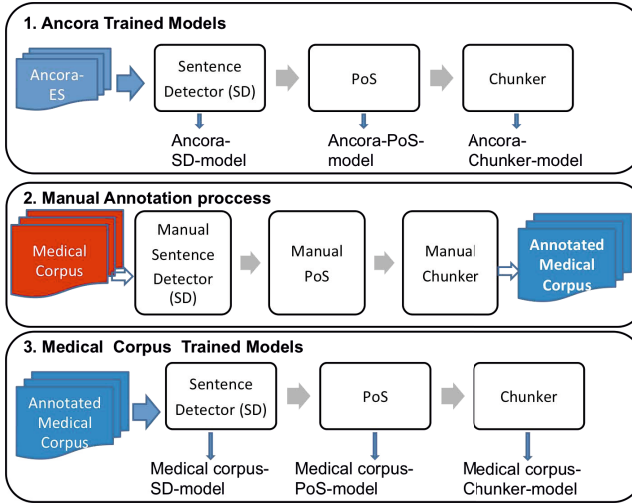 1. Ancora Trained Models
Ancora-
ES
Sentence
Detector (SD)
PoS
Chunker
Ancora-
SD-model
Ancora-PoS-
model
Ancora-
Chunker-model
2. Manual Annotation proccess
Medical
Corpus
Manual
Sentence
Detector
(SD)
Manual
PoS
Manual
Chunker
Annotated
Medical
Corpus
3. Medical Corpus Trained Models
Annotated
Medical
Corpus
Sentence
Detector (SD)
PoS
Chunker
Medical corpus-
SD-model
Medical corpus-
PoS-model
Medical corpus-
Chunker-model